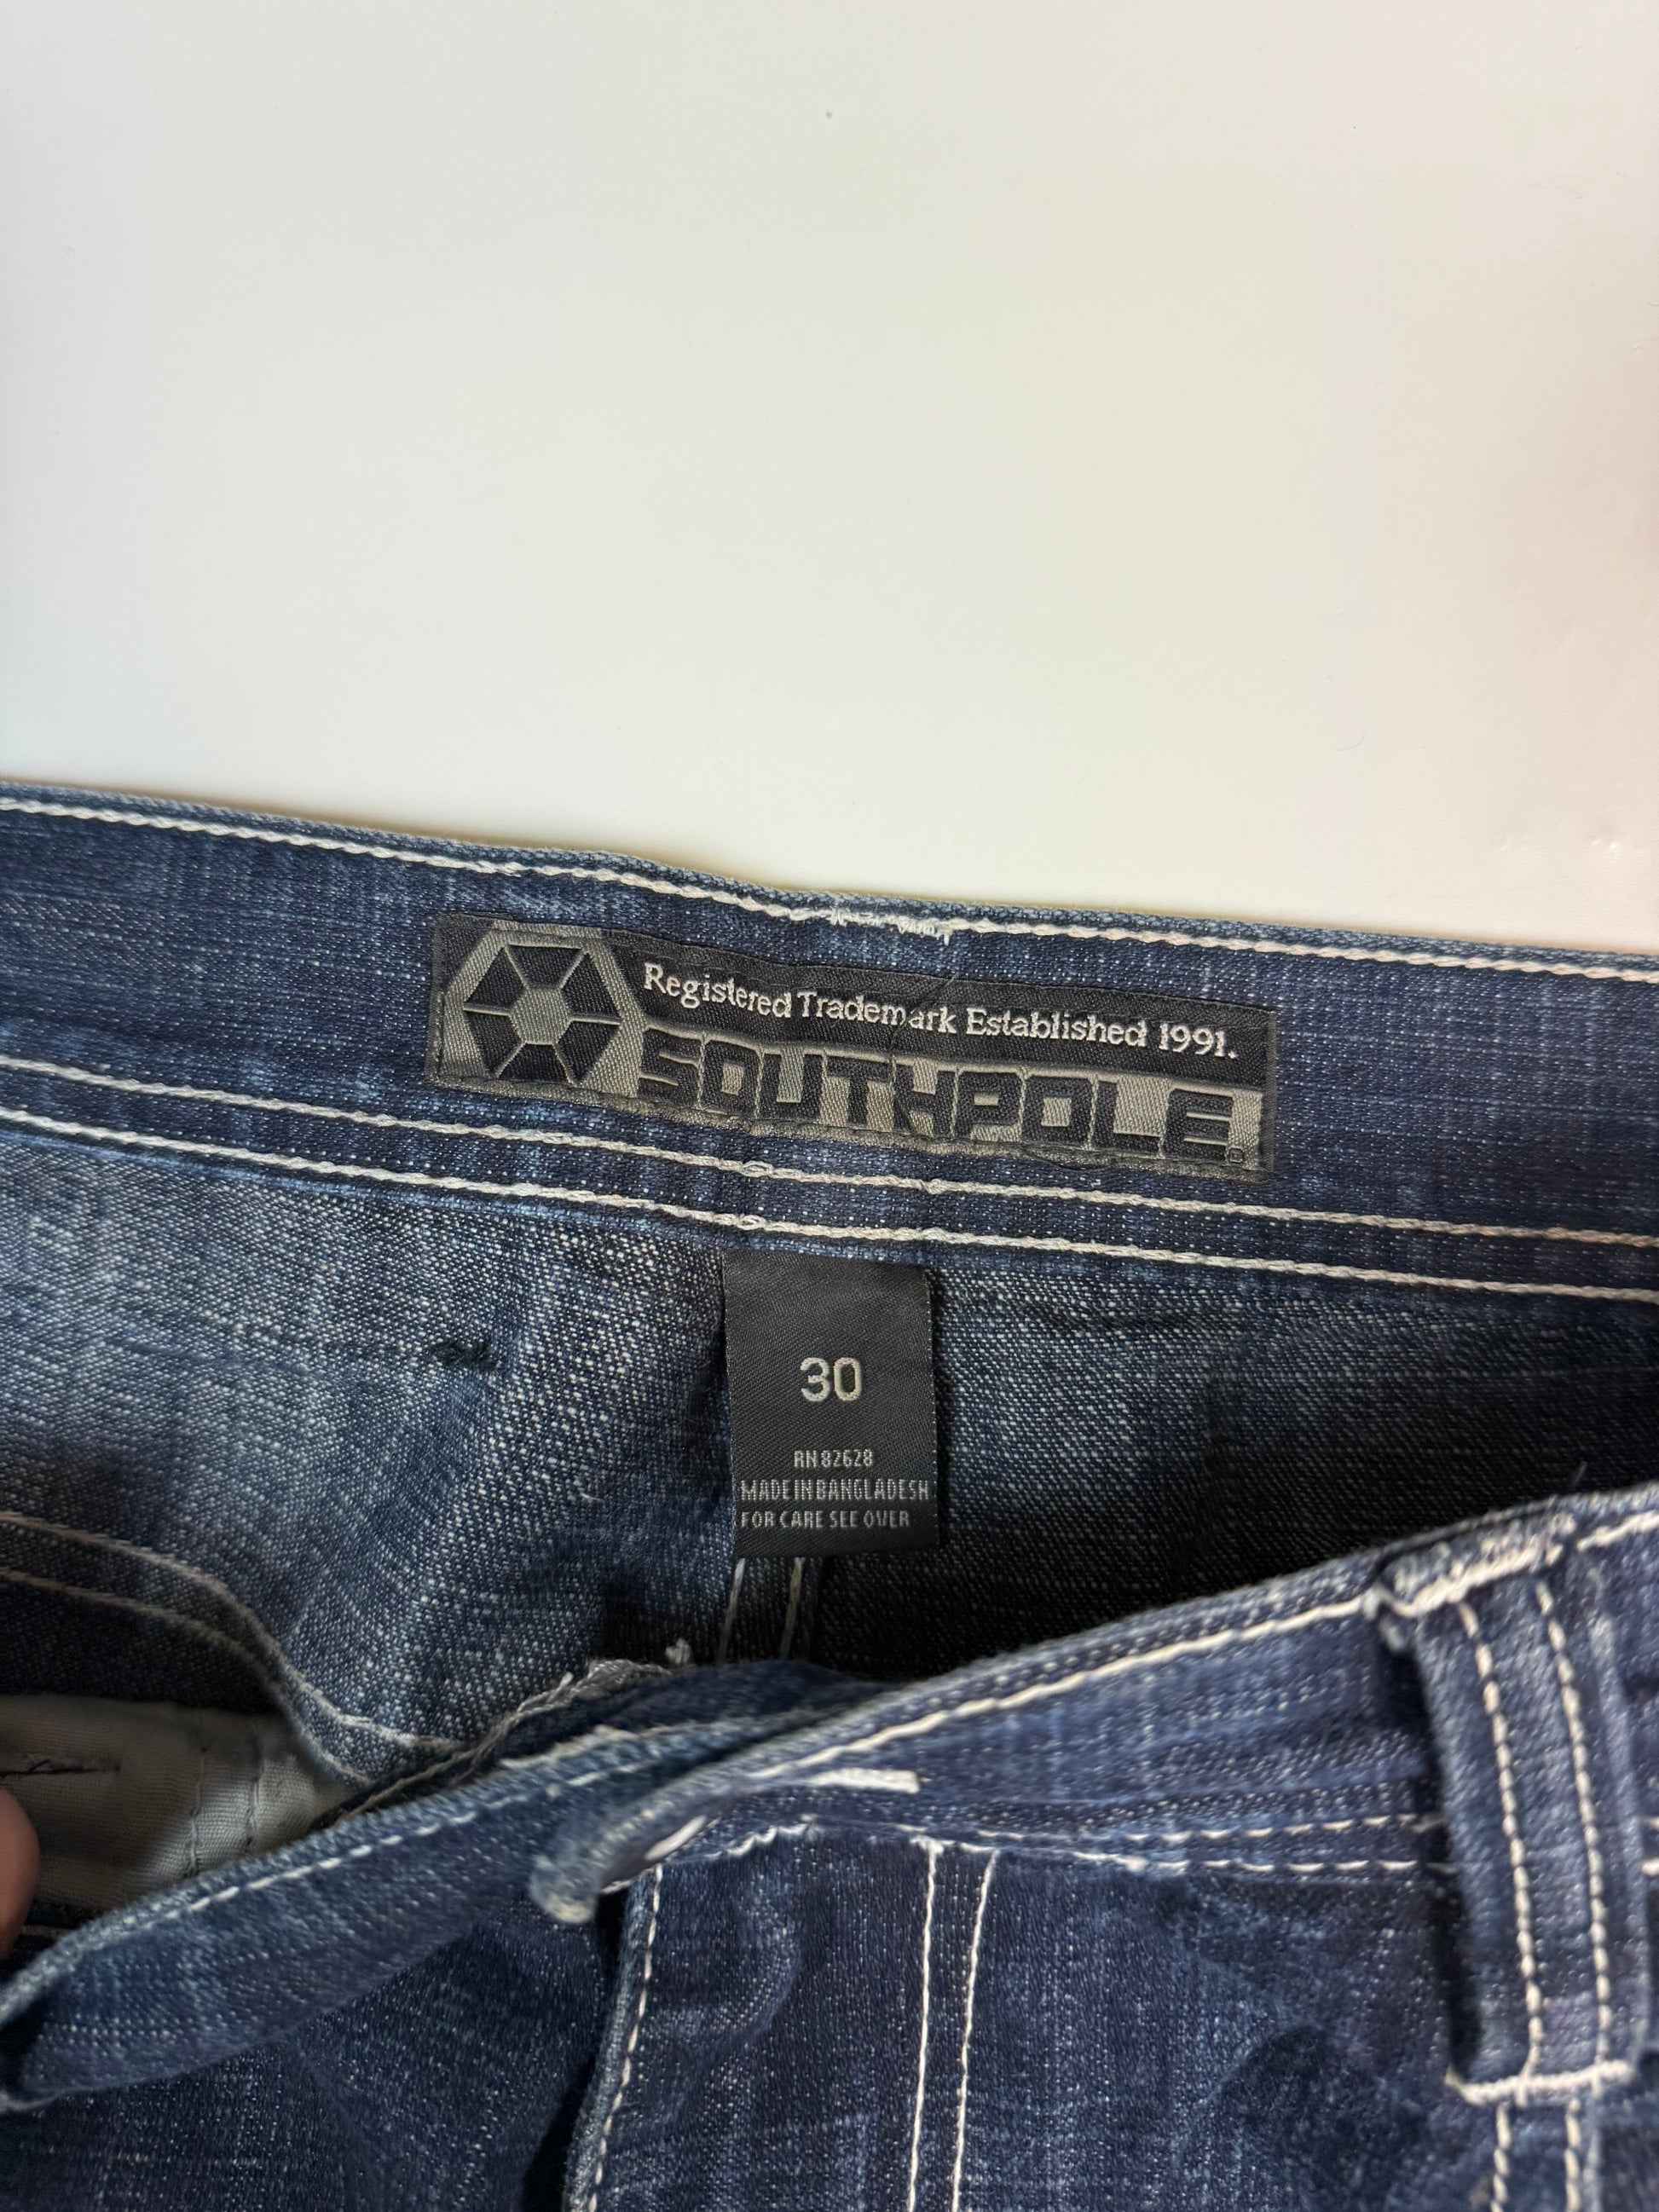 Registered Trademark Established 1991.
SOUTHPOLE®
30
RN 82628
MADE IN BANGLADESH
FOR CARE SEE OVER